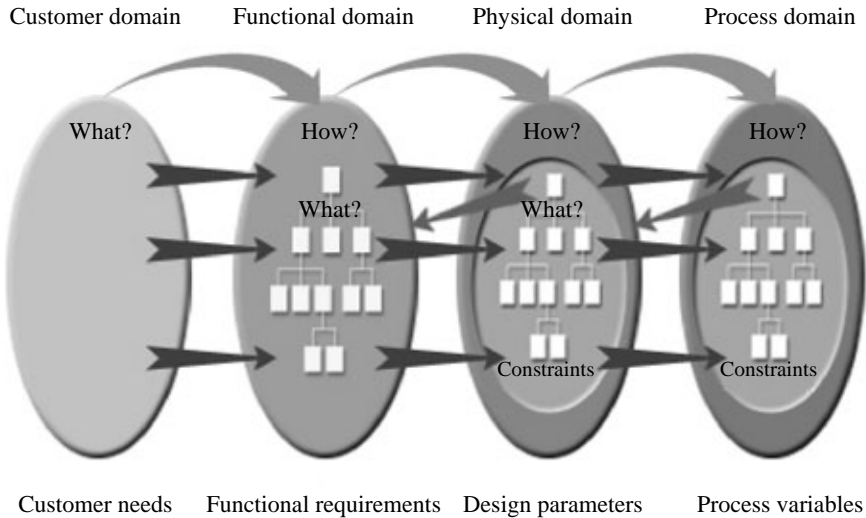 Customer domain
Functional domain
Physical domain
Process domain
What?
How?
How?
How?
What?
What?
Constraints
Constraints
Customer needs
Functional requirements
Design parameters
Process variables